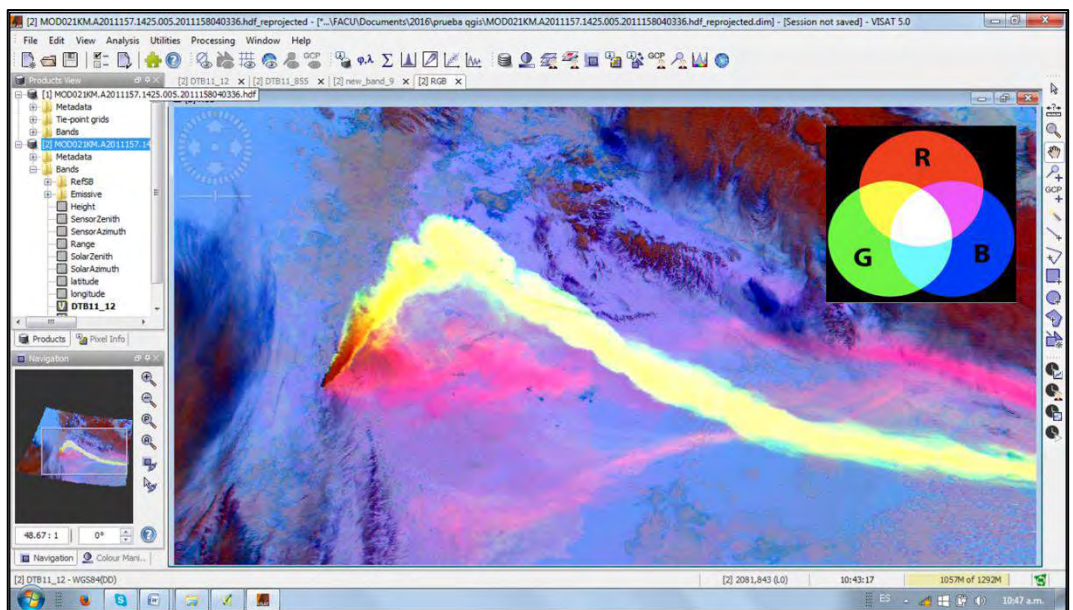 [2] MOD021KM.A2011157.1425.005.2011158040336.hdf_reprojected - ["...\FACU\Documents\2016\prueba qgis\MOD021KM.A2011157.1425.005.2011158040336.hdf_reprojected.dim] - [Session not saved] - VISAT 5.0
File Edit View Analysis Utilities Processing Window Help
GCP φ,λ Σ GCP
Products View
[2] DTB11_12 [2] DTB11_855 [2] new_band_9 [2] RGB
[1] MOD021KM.A2011157.1425.005.2011158040336.hdf
Metadata
Tie-point grids
Bands
[2] MOD021KM.A2011157.14
Metadata
Bands
RefSB
Emissive
Height
SensorZenith
SensorAzimuth
Range
SolarZenith
SolarAzimuth
latitude
longitude
DTB11_12
R
G B
GCP
Products Pixel Info
Navigation
48.67 : 1 0°
Navigation Colour Mani...
[2] DTB11_12 - WGS84(DD) [2] 2081,843 (L0) 10:43:17 1057M of 1292M
ES 10:47 a.m.